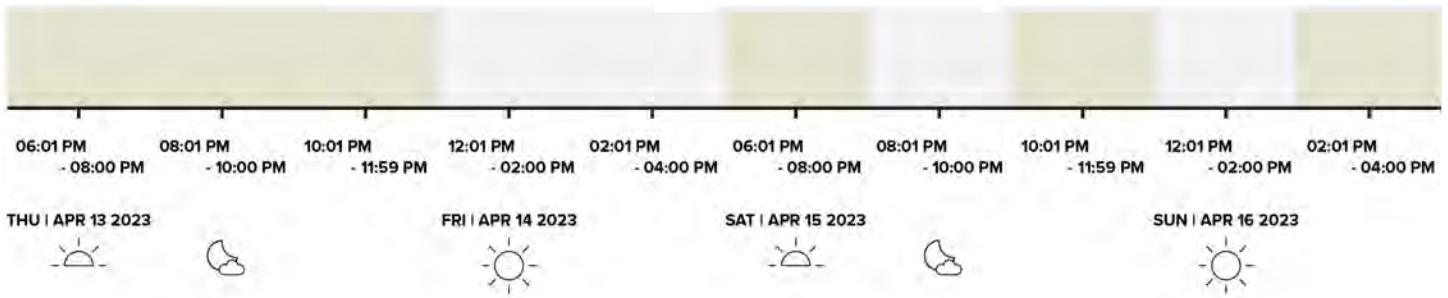 06:01 PM
- 08:00 PM
08:01 PM
- 10:00 PM
10:01 PM
- 11:59 PM
12:01 PM
- 02:00 PM
02:01 PM
- 04:00 PM
06:01 PM
- 08:00 PM
08:01 PM
- 10:00 PM
10:01 PM
- 11:59 PM
12:01 PM
- 02:00 PM
02:01 PM
- 04:00 PM
THU | APR 13 2023
FRI | APR 14 2023
SAT | APR 15 2023
SUN | APR 16 2023